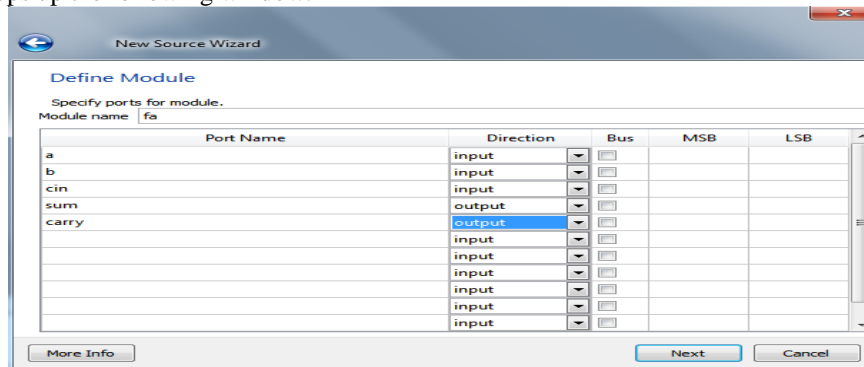 New Source Wizard
Define Module
Specify ports for module.
Module name fa
Port Name Direction Bus MSB LSB
a input
b input
cin input
sum output
carry output
input
input
input
input
input
input
More Info Next Cancel